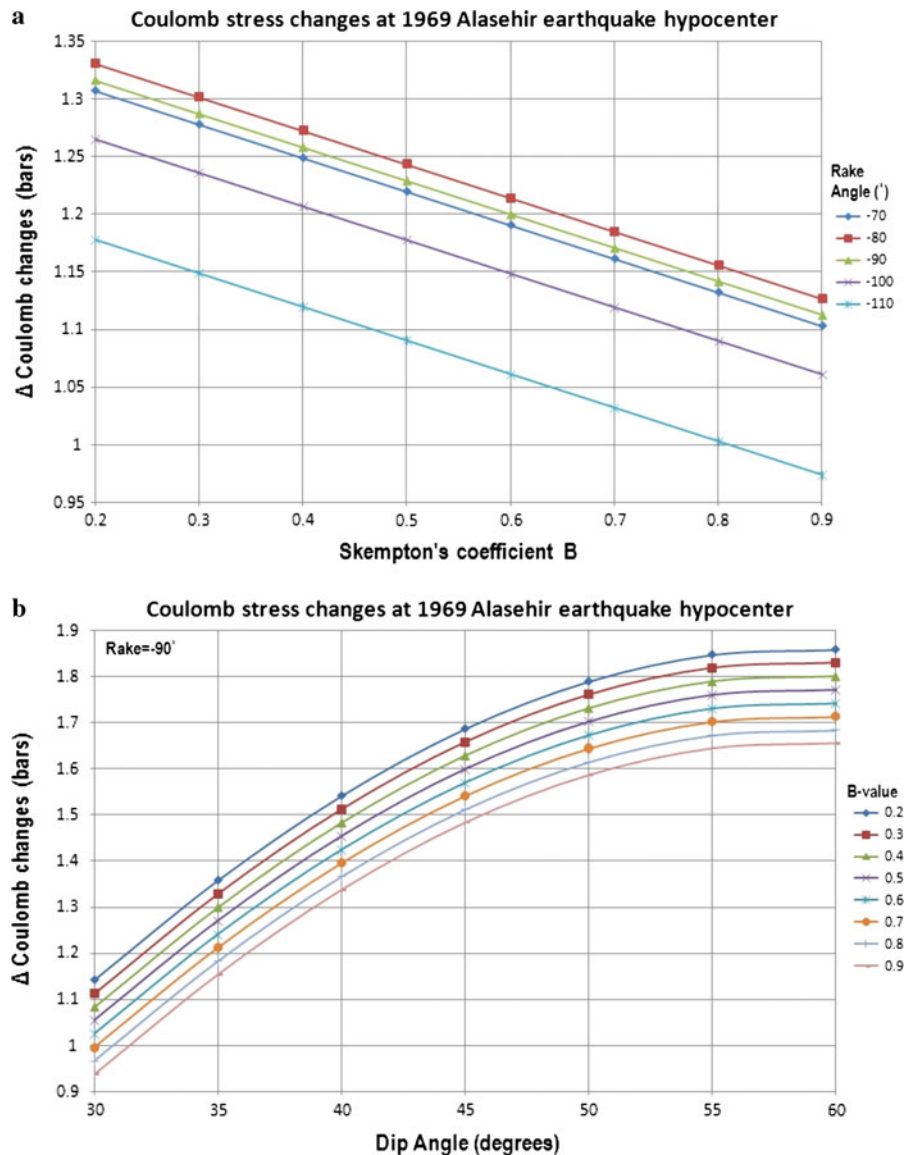 a
Coulomb stress changes at 1969 Alasehir earthquake hypocenter
1.35
1.3
1.25
1.2
1.15
1.1
1.05
1
0.95
Δ Coulomb changes (bars)
0.2 0.3 0.4 0.5 0.6 0.7 0.8 0.9
Skempton's coefficient B
Rake
Angle (°)
-70
-80
-90
-100
-110
b
Coulomb stress changes at 1969 Alasehir earthquake hypocenter
Rake=-90°
1.9
1.8
1.7
1.6
1.5
1.4
1.3
1.2
1.1
1
0.9
Δ Coulomb changes (bars)
30 35 40 45 50 55 60
Dip Angle (degrees)
B-value
0.2
0.3
0.4
0.5
0.6
0.7
0.8
0.9